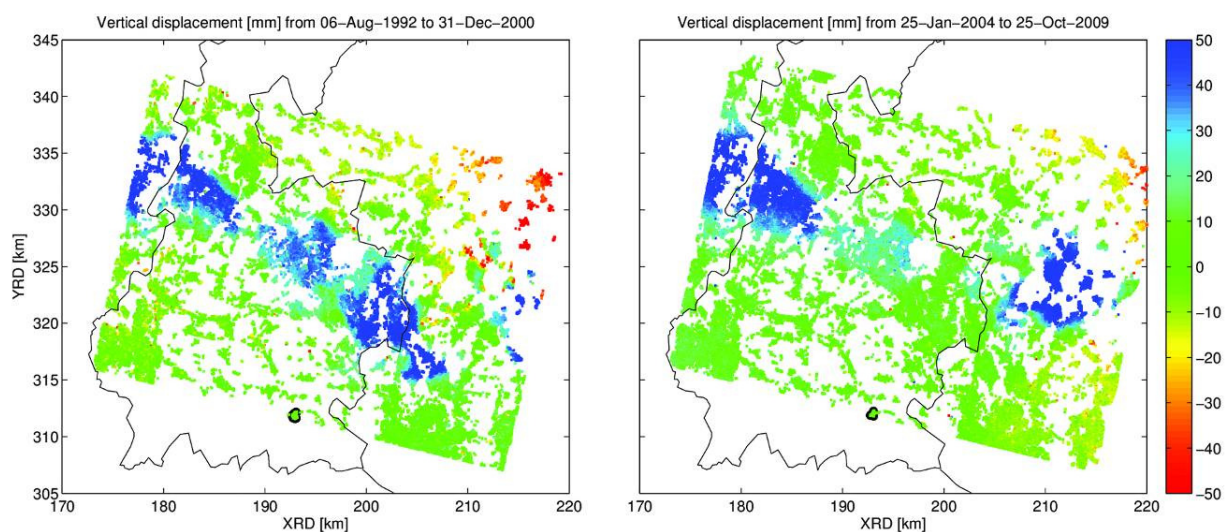 Vertical displacement [mm] from 06-Aug-1992 to 31-Dec-2000
345
340
335
330
325
320
315
310
305
YRD [km]
170 180 190 200 210 220
XRD [km]
Vertical displacement [mm] from 25-Jan-2004 to 25-Oct-2009
170 180 190 200 210 220
XRD [km]
50
40
30
20
10
0
−10
−20
−30
−40
−50